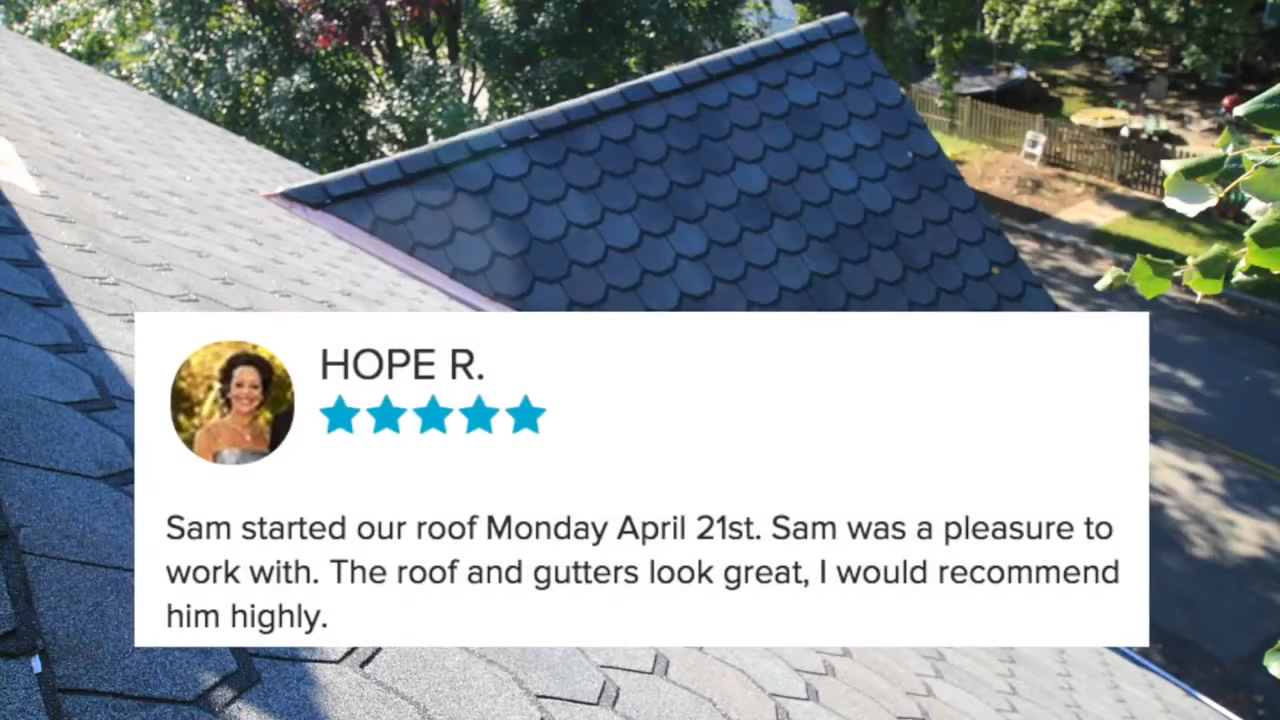 HOPE R.
Sam started our roof Monday April 21st. Sam was a pleasure to
work with. The roof and gutters look great, I would recommend
him highly.